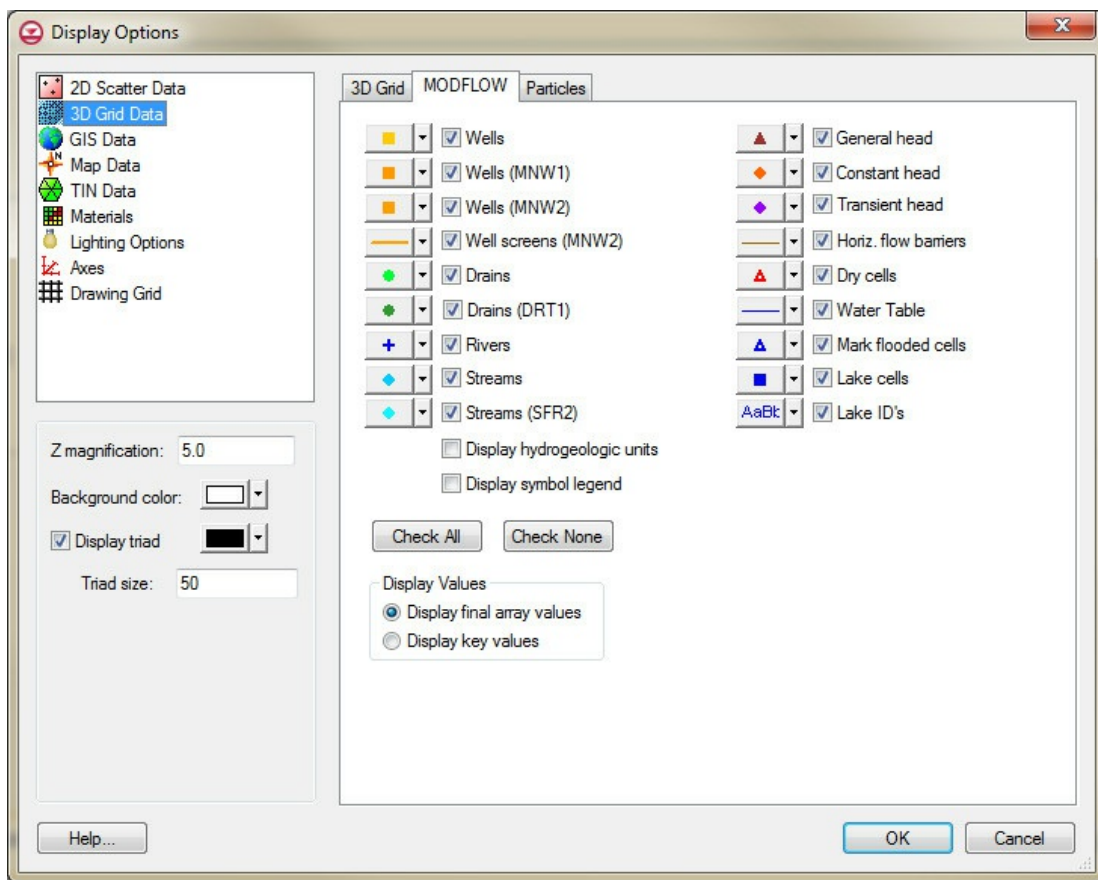 Display Options
2D Scatter Data
3D Grid Data
GIS Data
Map Data
TIN Data
Materials
Lighting Options
Axes
Drawing Grid
Z magnification: 5.0
Background color:
Display triad
Triad size: 50
3D Grid MODFLOW Particles
Wells
Wells (MNW1)
Wells (MNW2)
Well screens (MNW2)
Drains
Drains (DRT1)
Rivers
Streams
Streams (SFR2)
Display hydrogeologic units
Display symbol legend
General head
Constant head
Transient head
Horiz. flow barriers
Dry cells
Water Table
Mark flooded cells
Lake cells
AaBb Lake ID's
Check All Check None
Display Values
Display final array values
Display key values
Help... OK Cancel